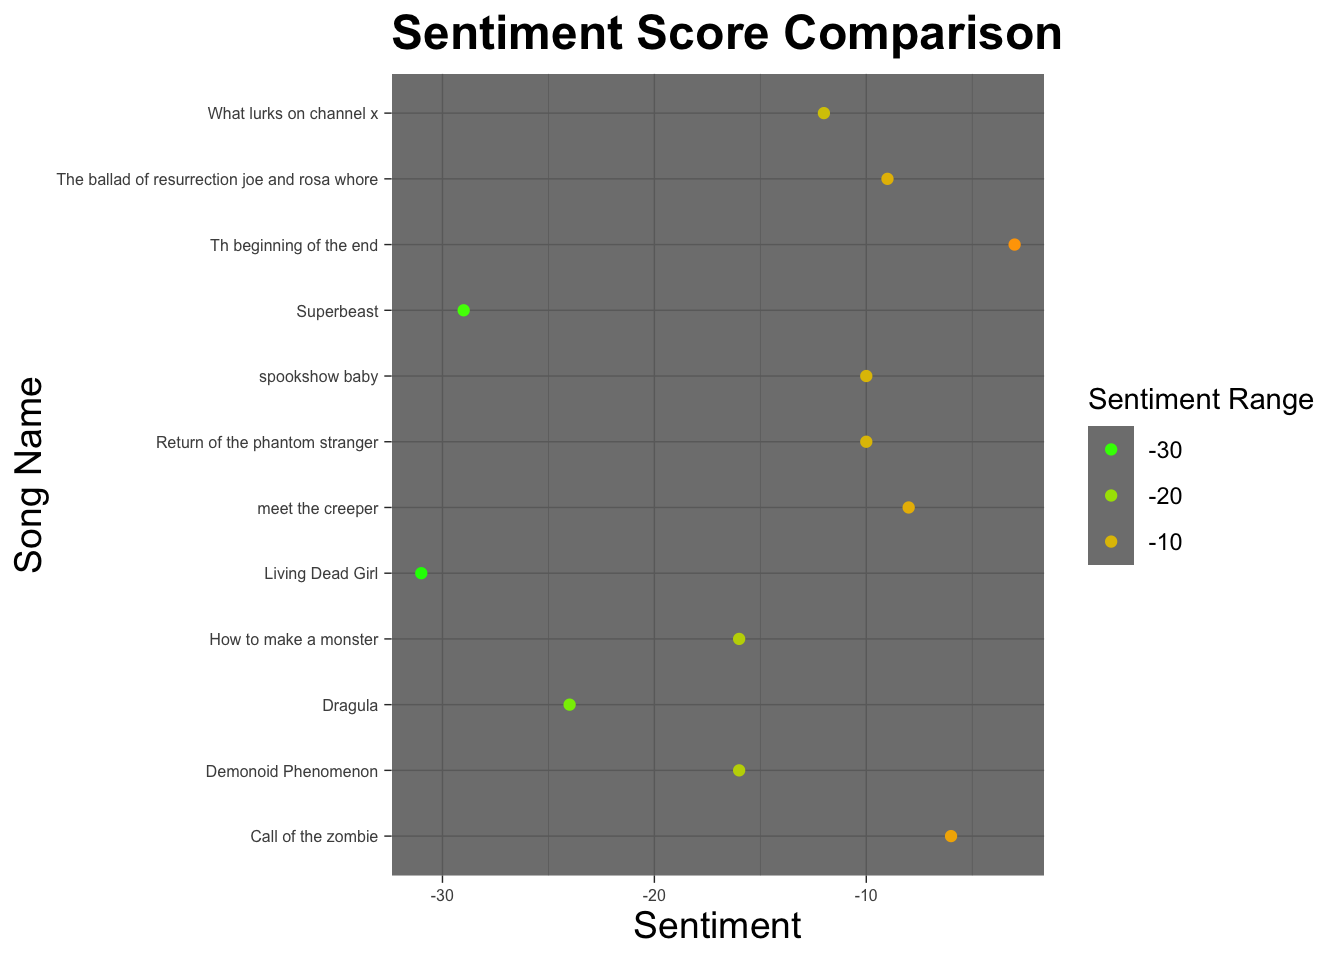 Sentiment Score Comparison
What lurks on channel x
The ballad of resurrection joe and rosa whore
Th beginning of the end
Superbeast
spookshow baby
Return of the phantom stranger
meet the creeper
Living Dead Girl
How to make a monster
Dragula
Demonoid Phenomenon
Call of the zombie
Song Name
-30 -20 -10
Sentiment
Sentiment Range
-30
-20
-10